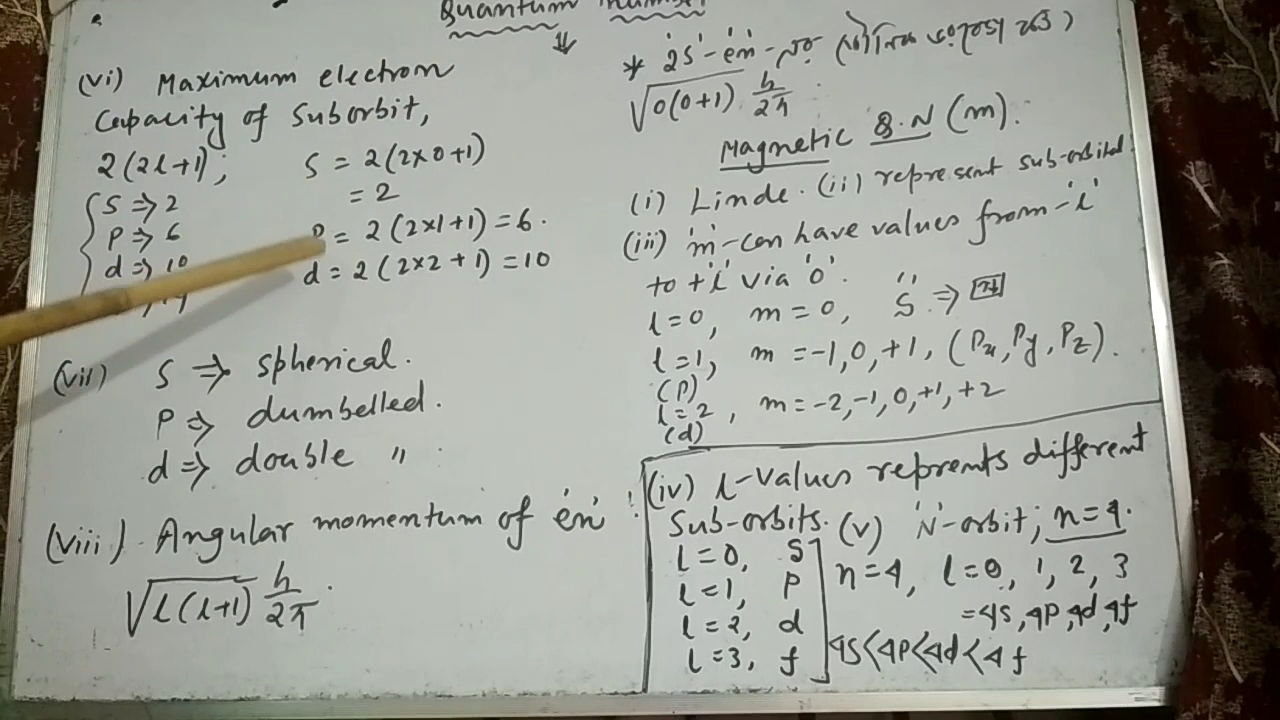 Quantum number
(vi) Maximum electron
Capacity of Suborbit,
2(2l+1); S = 2(2×0+1)
= 2
S ⇒ 2
P ⇒ 6 P = 2(2×1+1) = 6.
d ⇒ 10 d = 2(2×2+1) = 10
(vii) S ⇒ spherical.
P ⇒ dumbelled.
d ⇒ double "
(viii) Angular momentum of 'en'
√l(l+1) h/2π.
* '2s'-'en'-
√0(0+1) h/2π
Magnetic Q.N (m).
(i) Linde. (ii) represent sub-orbital
(iii) 'm'-can have values from -'l'
to +'l' via '0'.
l=0, m=0, 'S' ⇒ ↑↓
l=1, m=-1,0,+1, (Px, Py, Pz).
(P)
l=2, m=-2,-1,0,+1,+2
(d)
(iv) l-values reprents different
Sub-orbits. (v) 'N'-orbit; n=4.
l=0, S
l=1, P n=4, l=0, 1, 2, 3
l=2, d =4s, 4p, 4d, 4f
l=3, f 4s<4p<4d<4f